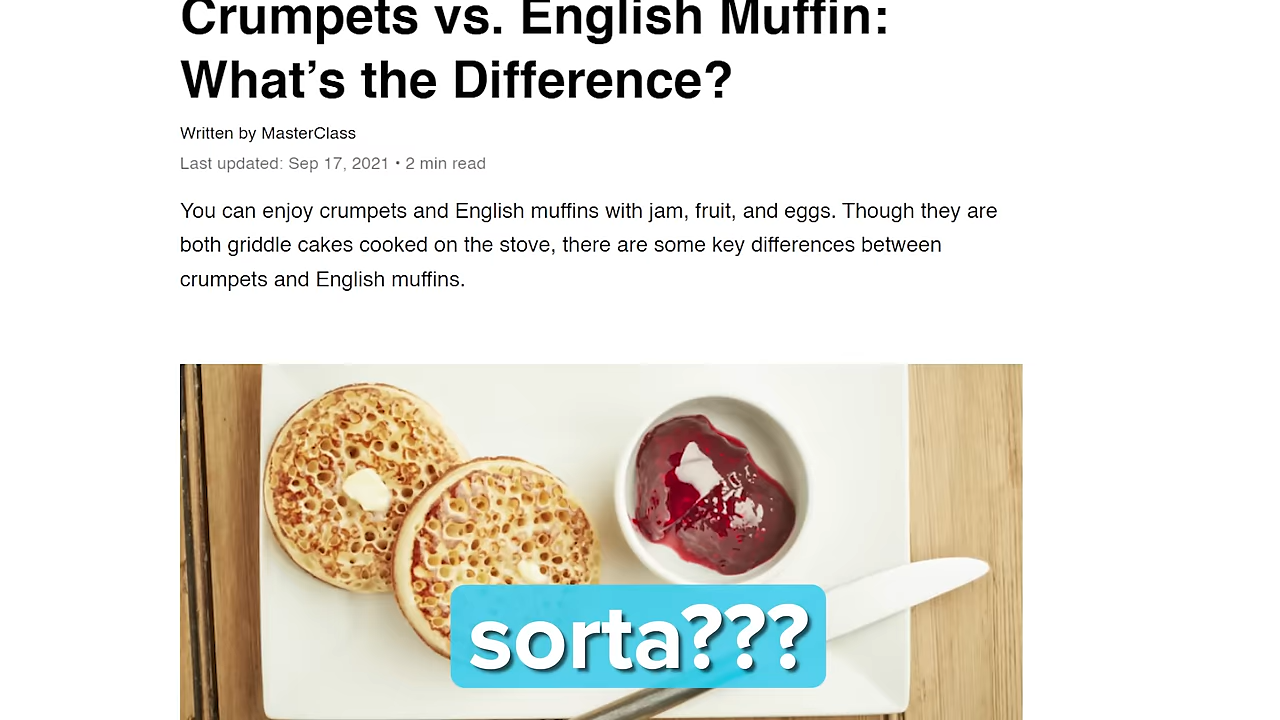 Crumpets vs. English Muffin:
What’s the Difference?
Written by MasterClass
Last updated: Sep 17, 2021 • 2 min read
You can enjoy crumpets and English muffins with jam, fruit, and eggs. Though they are
both griddle cakes cooked on the stove, there are some key differences between
crumpets and English muffins.
sorta???